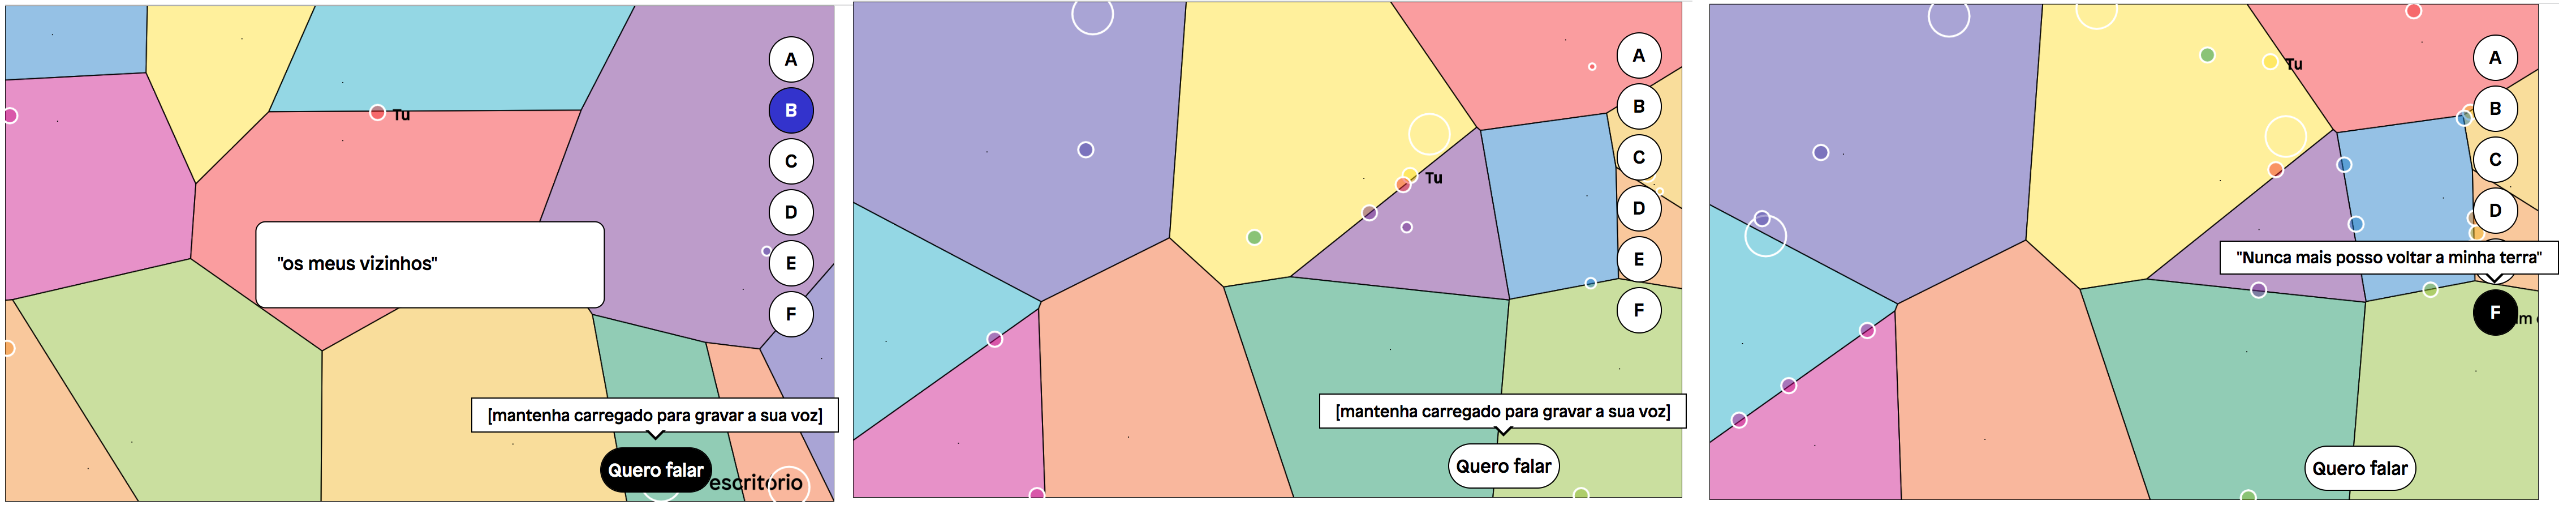 A
B
Tu
C
D
"os meus vizinhos"
E
F
[mantenha carregado para gravar a sua voz]
Quero falar
escritorio
A
B
C
Tu
D
E
F
[mantenha carregado para gravar a sua voz]
Quero falar
A
Tu
B
C
D
"Nunca mais posso voltar a minha terra"
F
Quero falar